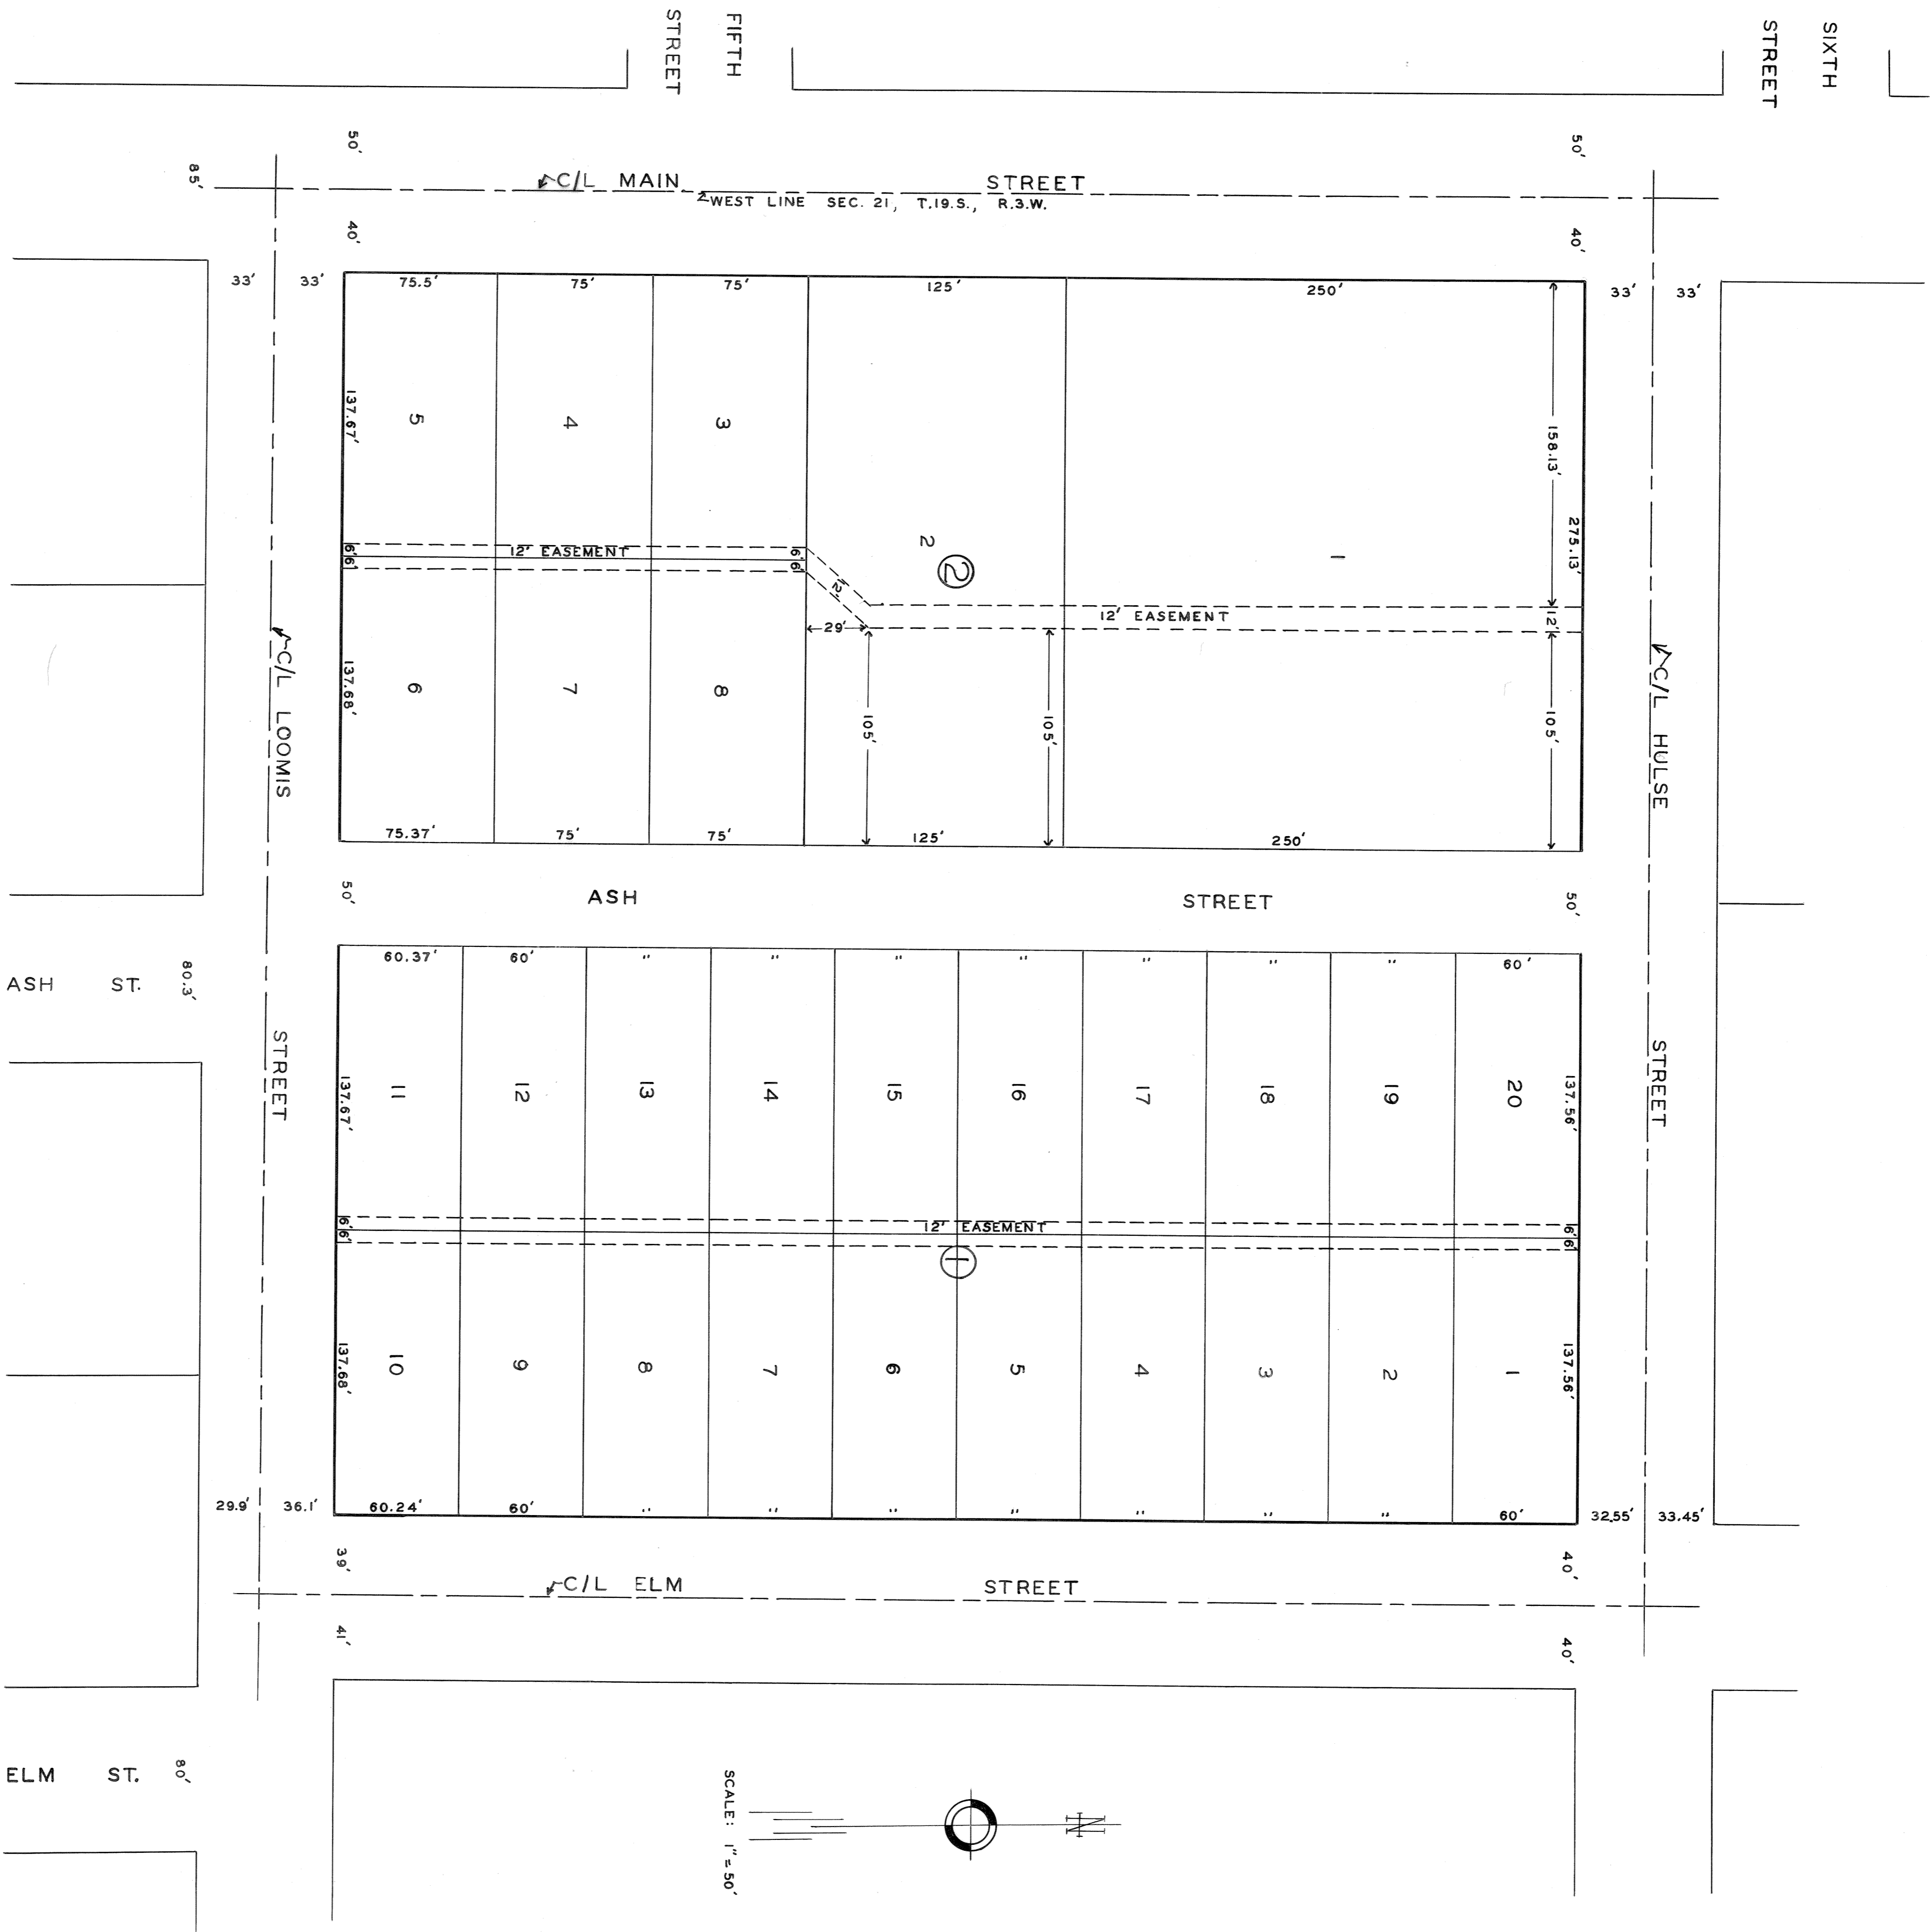 FIFTH
STREET
SIXTH
STREET
50'
50'
85'
C/L MAIN STREET
WEST LINE SEC. 21, T.19.S., R.3.W.
40'
40'
33' 33' 75.5' 75' 75' 125' 250' 33' 33'
158.13'
137.67'
5 4 3
275.13'
2 2 1
6' 6' 12' EASEMENT 6' 6'
12'
12' EASEMENT 12'
29'
C/L LOOMIS STREET
C/L HULSE STREET
137.68'
6 7 8
105' 105' 105'
75.37' 75' 75' 125' 250'
50' ASH STREET 50'
ASH ST. 80.3'
60.37' 60' " " " " " " " 60'
137.67' 11 12 13 14 15 16 17 18 19 20 137.56'
6' 6' 12' EASEMENT 6' 6'
1
137.68' 10 9 8 7 6 5 4 3 2 1 137.56'
29.9' 36.1' 60.24' 60' " " " " " " " 60' 32.55' 33.45'
39' 40'
C/L ELM STREET
41' 40'
ELM ST. 80'
SCALE: 1" = 50'
N